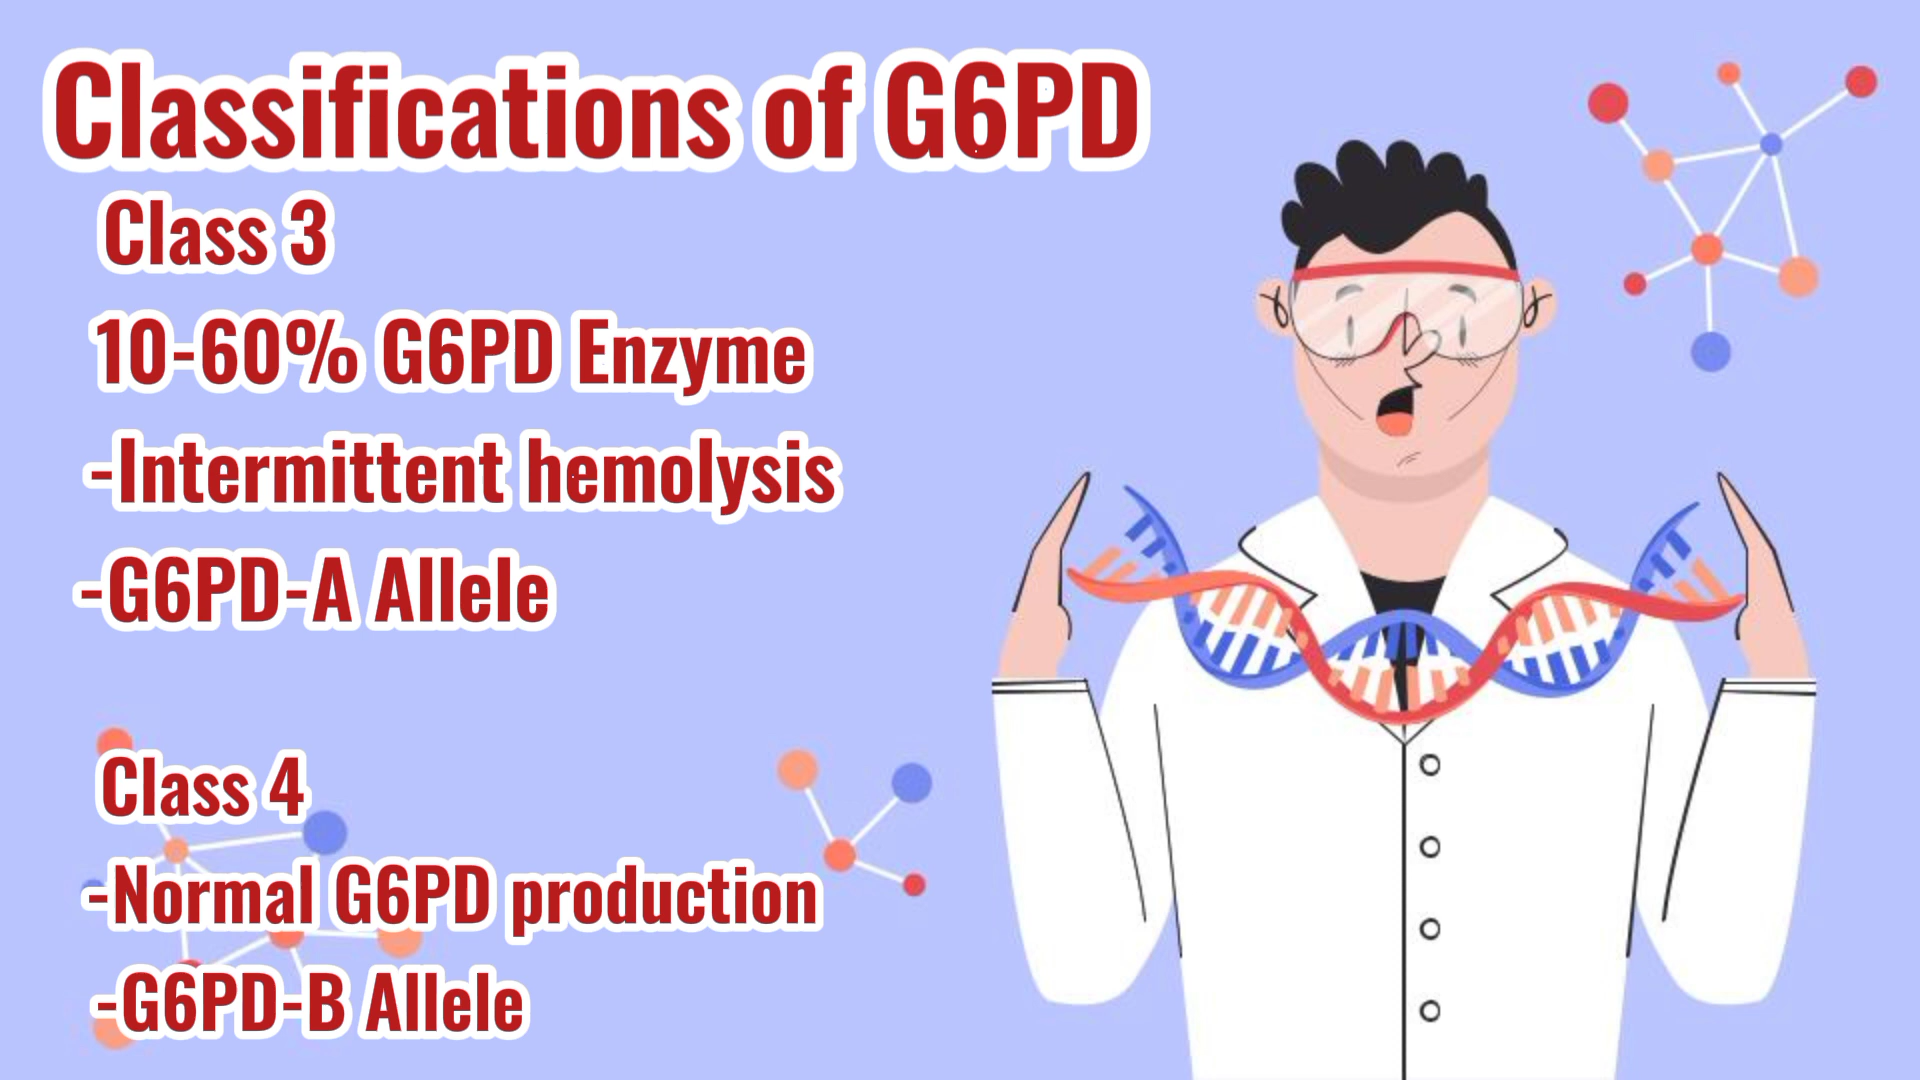 Classifications of G6PD
Class 3
10-60% G6PD Enzyme
-Intermittent hemolysis
-G6PD-A Allele
Class 4
-Normal G6PD production
-G6PD-B Allele